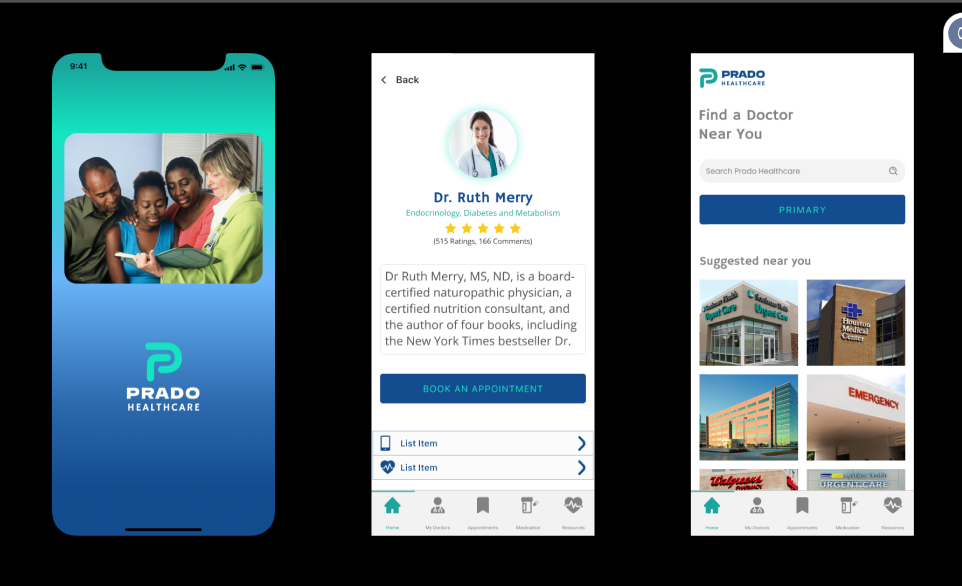 9:41
PRADO
HEALTHCARE
Back
Dr. Ruth Merry
Endocrinology, Diabetes and Metabolism
(515 Ratings, 166 Comments)
Dr Ruth Merry, MS, ND, is a board-
certified naturopathic physician, a
certified nutrition consultant, and
the author of four books, including
the New York Times bestseller Dr.
BOOK AN APPOINTMENT
List Item
List Item
Home
My Doctors
Appointments
Medication
Resources
PRADO
HEALTHCARE
Find a Doctor
Near You
Search Prado Healthcare
PRIMARY
Suggested near you
Urgent Care
Houston
Medical
Center
EMERGENCY
Walgreens
PHARMACY
URGENT CARE
Home
My Doctors
Appointments
Medication
Resources